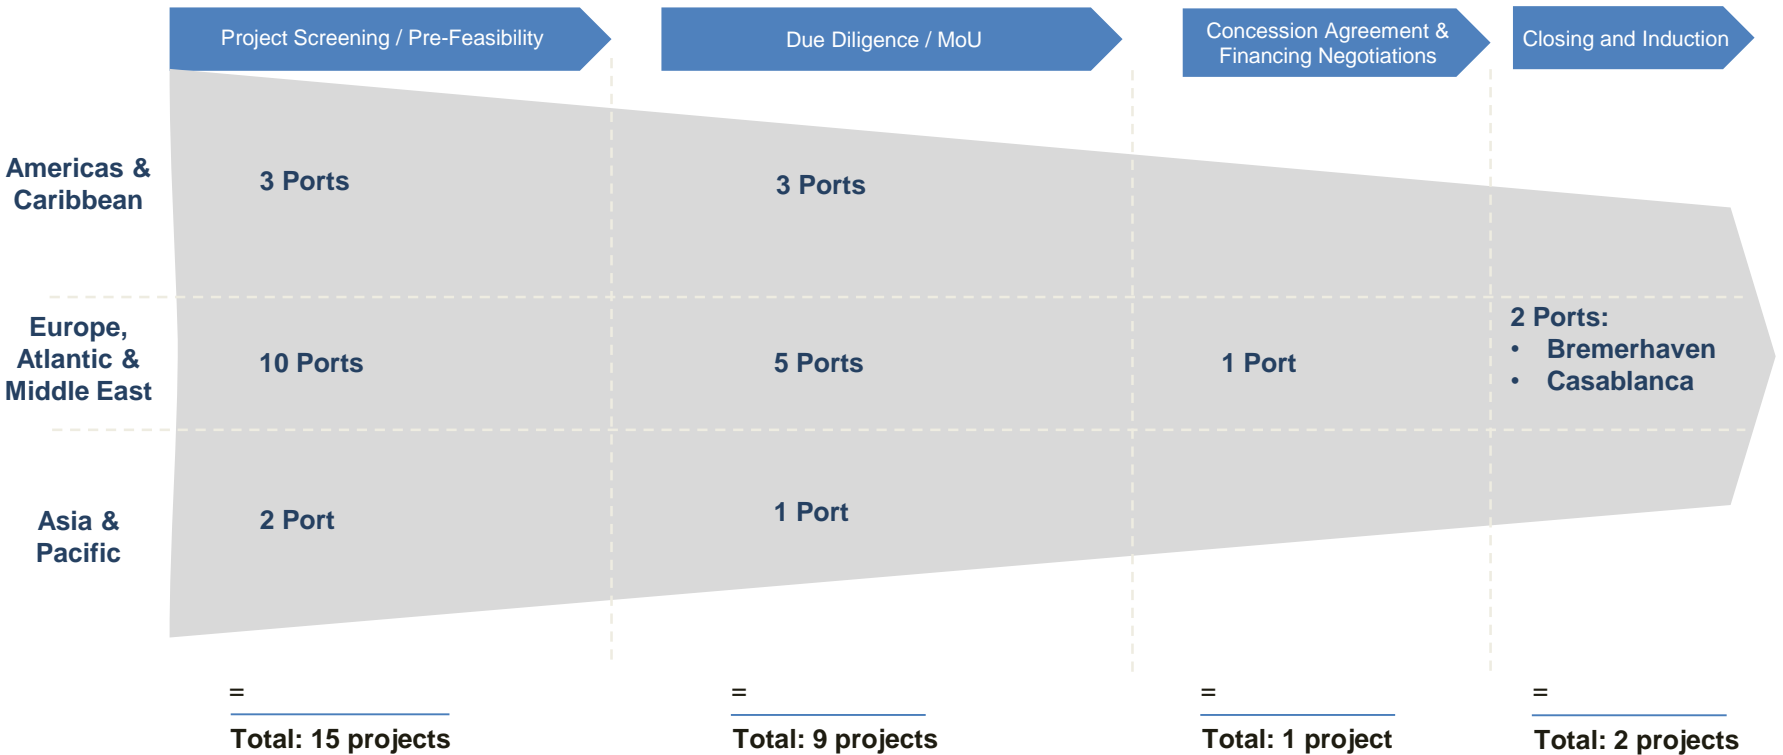 Project Screening / Pre-Feasibility
Due Diligence / MoU
Concession Agreement &
Financing Negotiations
Closing and Induction
Americas &
Caribbean
3 Ports
3 Ports
Europe,
Atlantic &
Middle East
10 Ports
5 Ports
1 Port
2 Ports:
• Bremerhaven
• Casablanca
Asia &
Pacific
2 Port
1 Port
=
=
=
=
Total: 15 projects
Total: 9 projects
Total: 1 project
Total: 2 projects